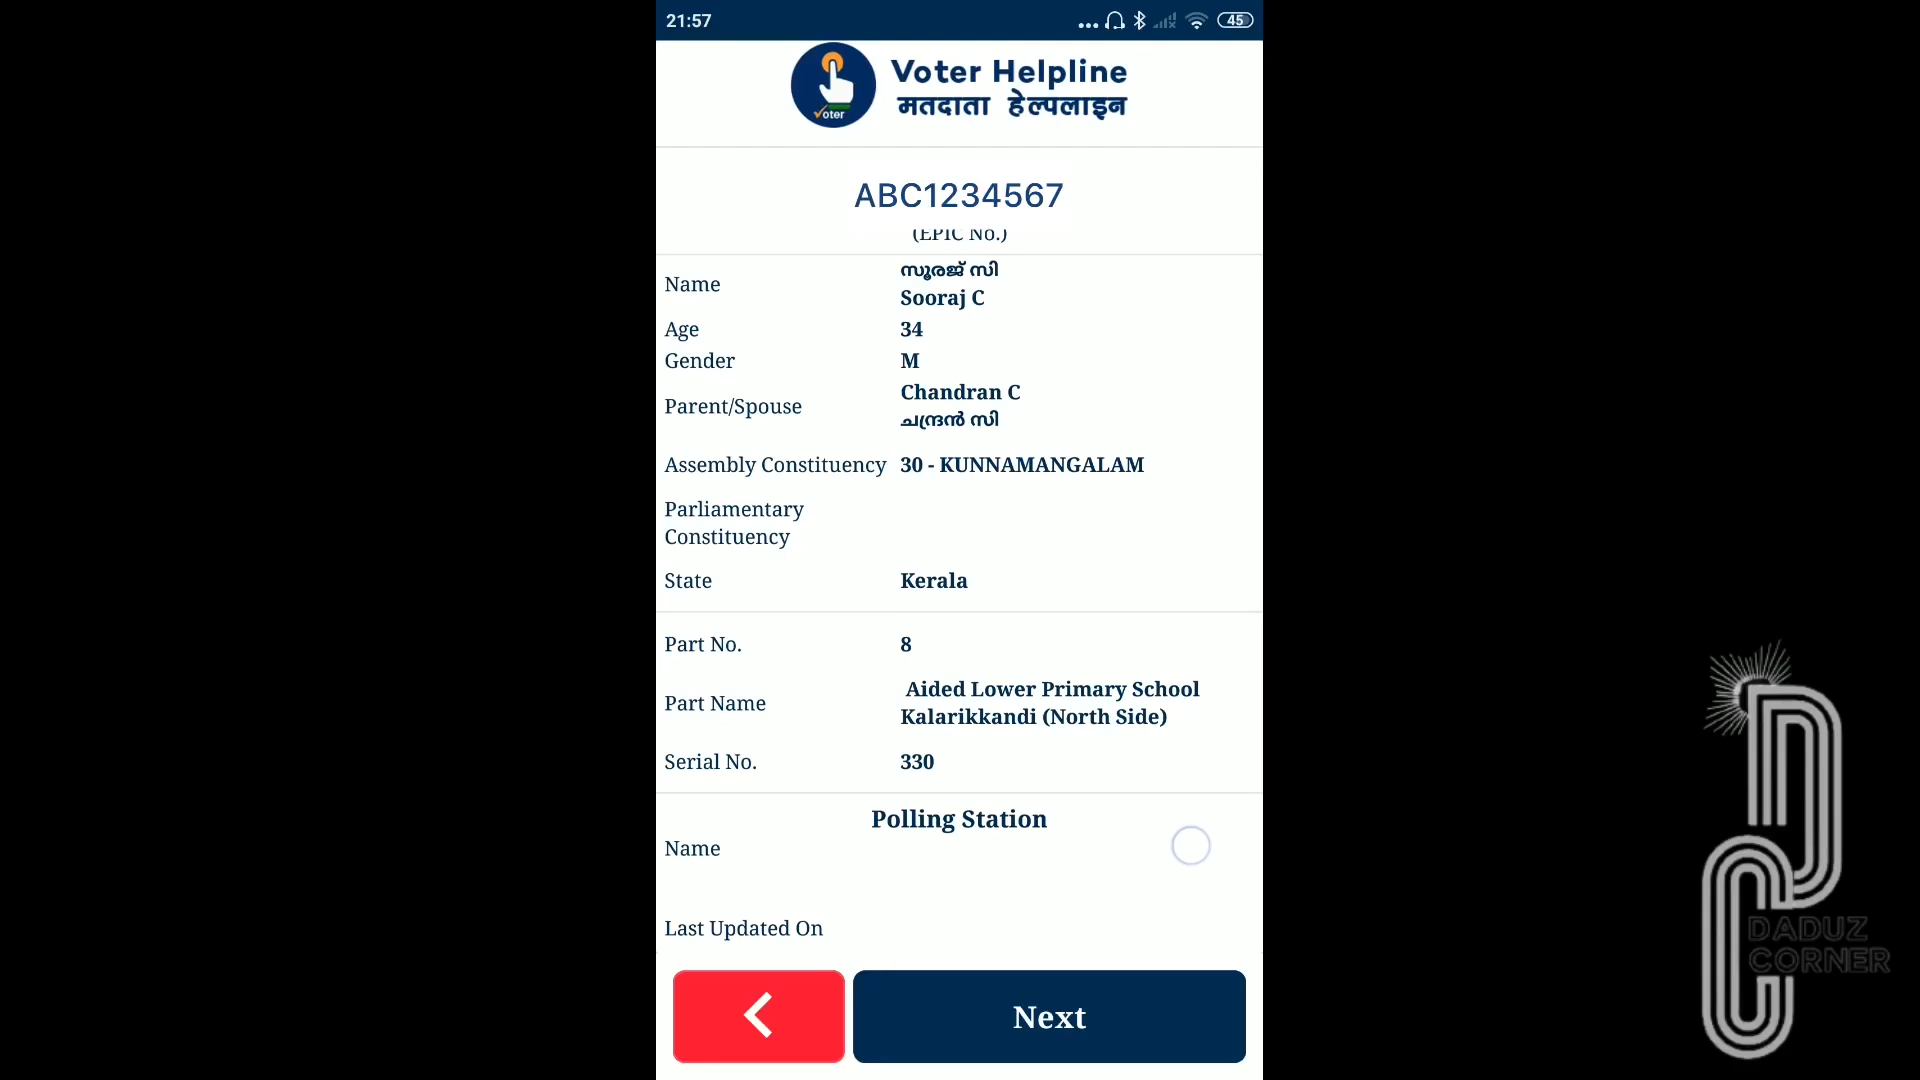 21:57
45
Voter Helpline
मतदाता हेल्पलाइन
Voter
ABC1234567
(EPIC No.)
Name
സൂരജ് സി
Sooraj C
Age 34
Gender M
Parent/Spouse
Chandran C
ചന്ദ്രൻ സി
Assembly Constituency 30 - KUNNAMANGALAM
Parliamentary
Constituency
State Kerala
Part No. 8
Part Name
Aided Lower Primary School
Kalarikkandi (North Side)
Serial No. 330
Polling Station
Name
Last Updated On
Next
DADUZ
CORNER